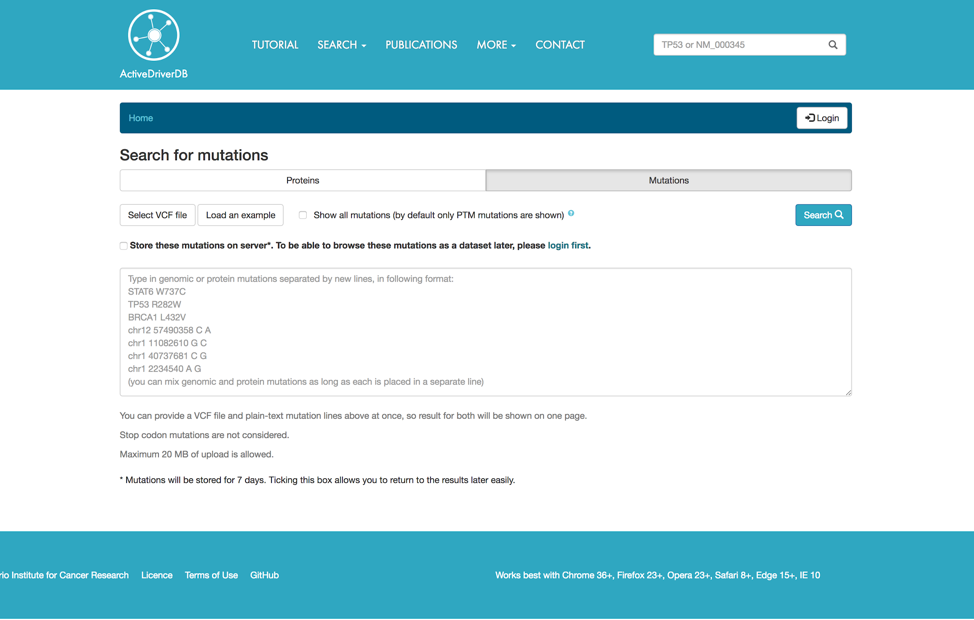 ActiveDriverDB
TUTORIAL SEARCH PUBLICATIONS MORE CONTACT
TP53 or NM_000345
Home
Login
Search for mutations
Proteins
Mutations
Select VCF file
Load an example
Show all mutations (by default only PTM mutations are shown)
Search
Store these mutations on server*. To be able to browse these mutations as a dataset later, please login first.
Type in genomic or protein mutations separated by new lines, in following format:
STAT6 W737C
TP53 R282W
BRCA1 L432V
chr12 57490358 C A
chr1 11082610 G C
chr1 40737681 C G
chr1 2234540 A G
(you can mix genomic and protein mutations as long as each is placed in a separate line)
You can provide a VCF file and plain-text mutation lines above at once, so result for both will be shown on one page.
Stop codon mutations are not considered.
Maximum 20 MB of upload is allowed.
* Mutations will be stored for 7 days. Ticking this box allows you to return to the results later easily.
rio Institute for Cancer Research Licence Terms of Use GitHub
Works best with Chrome 36+, Firefox 23+, Opera 23+, Safari 8+, Edge 15+, IE 10